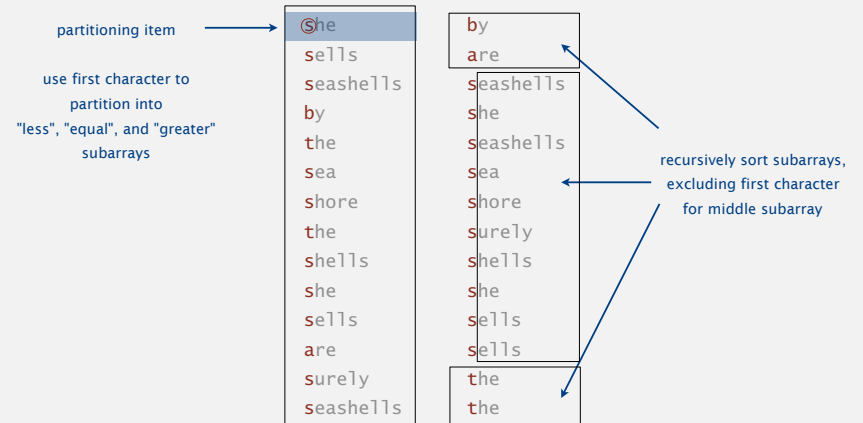 partitioning item
use first character to
partition into
"less", "equal", and "greater"
subarrays
she
sells
seashells
by
the
sea
shore
the
shells
she
sells
are
surely
seashells
by
are
seashells
she
seashells
sea
shore
surely
shells
she
sells
sells
the
the
recursively sort subarrays,
excluding first character
for middle subarray